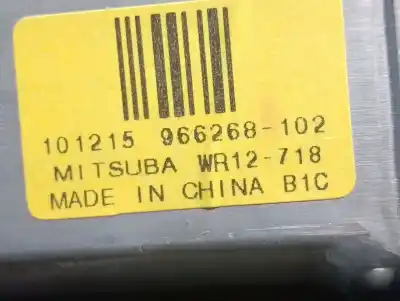 101215 966268-102
MITSUBA WR12-718
MADE IN CHINA B1C